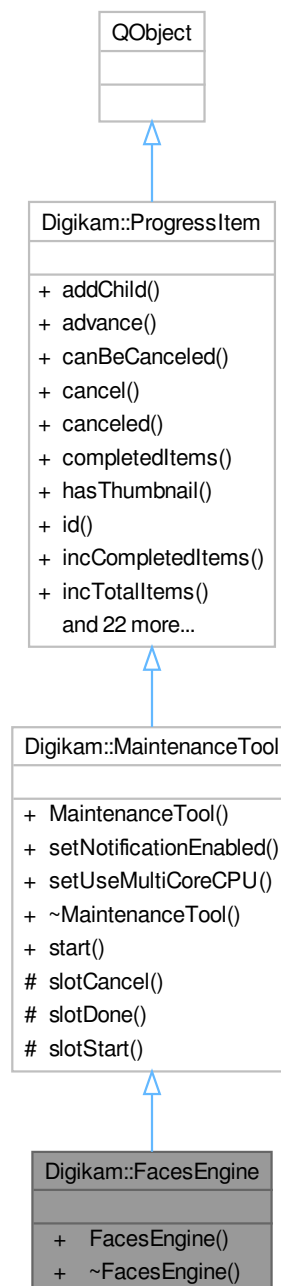 QObject
Digikam::ProgressItem
+ addChild()
+ advance()
+ canBeCanceled()
+ cancel()
+ canceled()
+ completedItems()
+ hasThumbnail()
+ id()
+ incCompletedItems()
+ incTotalItems()
and 22 more...
Digikam::MaintenanceTool
+ MaintenanceTool()
+ setNotificationEnabled()
+ setUseMultiCoreCPU()
+ ~MaintenanceTool()
+ start()
# slotCancel()
# slotDone()
# slotStart()
Digikam::FacesEngine
+ FacesEngine()
+ ~FacesEngine()